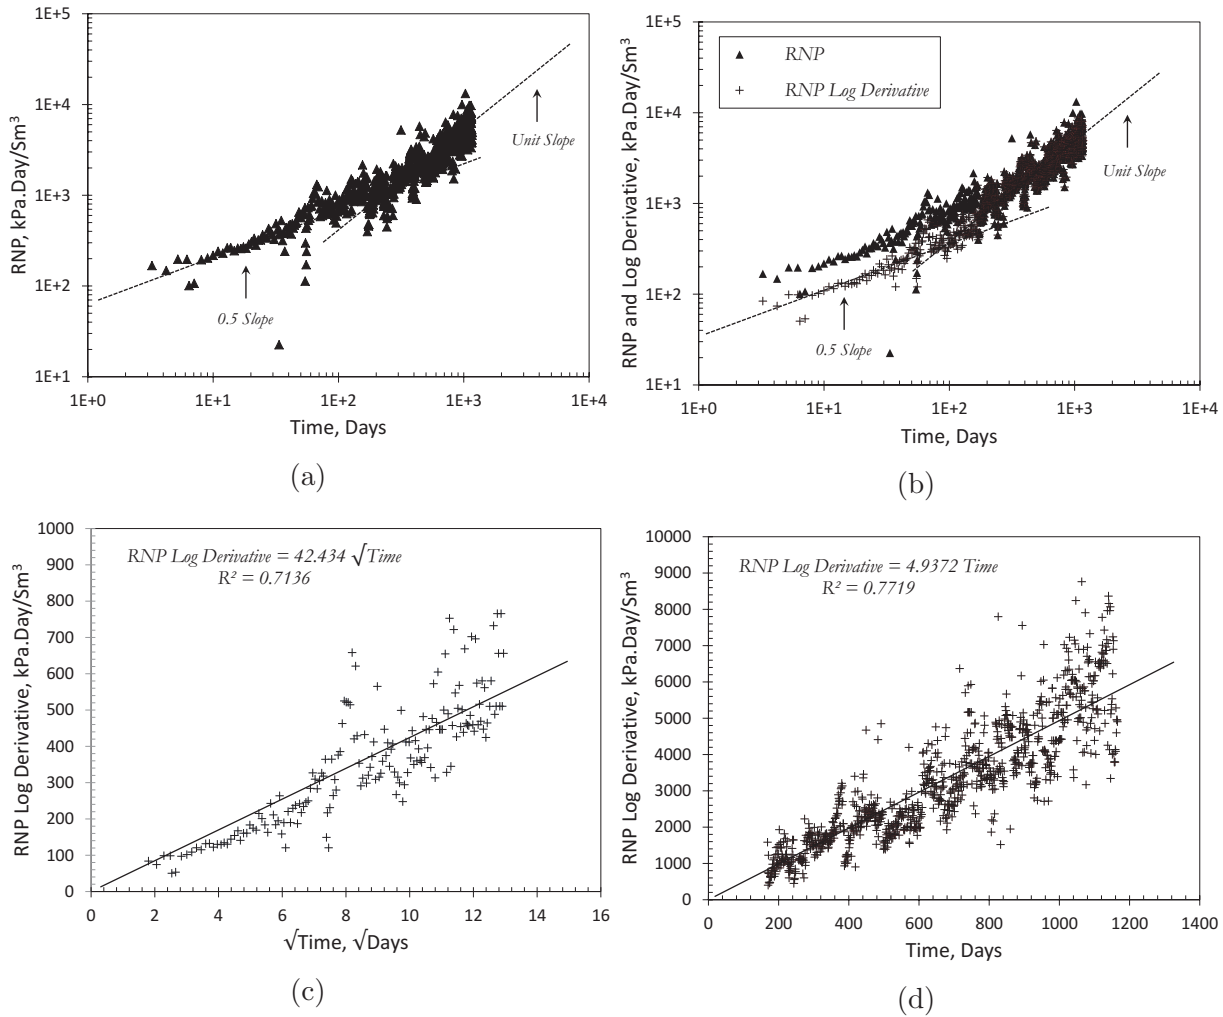 1E+5
1E+4
1E+3
1E+2
1E+1
1E+0
1E+1
1E+2
1E+3
1E+4
RNP, kPa.Day/Sm³
Time, Days
Unit Slope
0.5 Slope
(a)
1E+5
1E+4
1E+3
1E+2
1E+1
1E+0
1E+1
1E+2
1E+3
1E+4
RNP and Log Derivative, kPa.Day/Sm³
Time, Days
RNP
RNP Log Derivative
Unit Slope
0.5 Slope
(b)
1000
900
800
700
600
500
400
300
200
100
0
0
2
4
6
8
10
12
14
16
RNP Log Derivative, kPa.Day/Sm³
√Time, √Days
RNP Log Derivative = 42.434 √Time
R² = 0.7136
(c)
10000
9000
8000
7000
6000
5000
4000
3000
2000
1000
0
0
200
400
600
800
1000
1200
1400
RNP Log Derivative, kPa.Day/Sm³
Time, Days
RNP Log Derivative = 4.9372 Time
R² = 0.7719
(d)